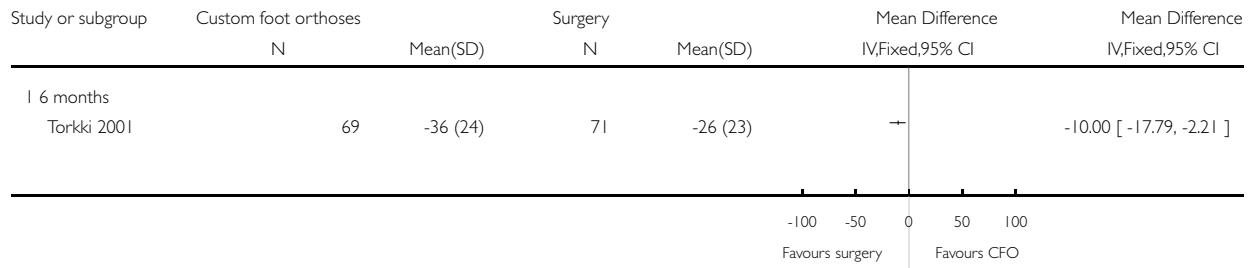 Study or subgroup Custom foot orthoses Surgery Mean Difference Mean Difference
N Mean(SD) N Mean(SD) IV,Fixed,95% CI IV,Fixed,95% CI
1 6 months
Torkki 2001 69 -36 (24) 71 -26 (23) -10.00 [ -17.79, -2.21 ]
-100 -50 0 50 100
Favours surgery Favours CFO